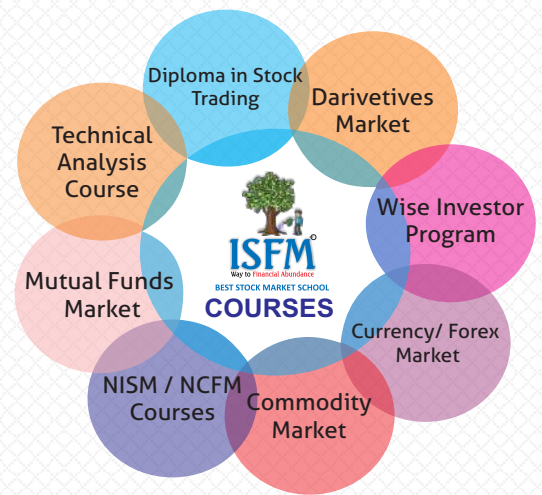 Diploma in Stock
Trading
Darivetives
Market
Wise Investor
Program
Currency/ Forex
Market
Commodity
Market
NISM / NCFM
Courses
Mutual Funds
Market
Technical
Analysis
Course
©
ISFM
Way to Financial Abundance
BEST STOCK MARKET SCHOOL
COURSES